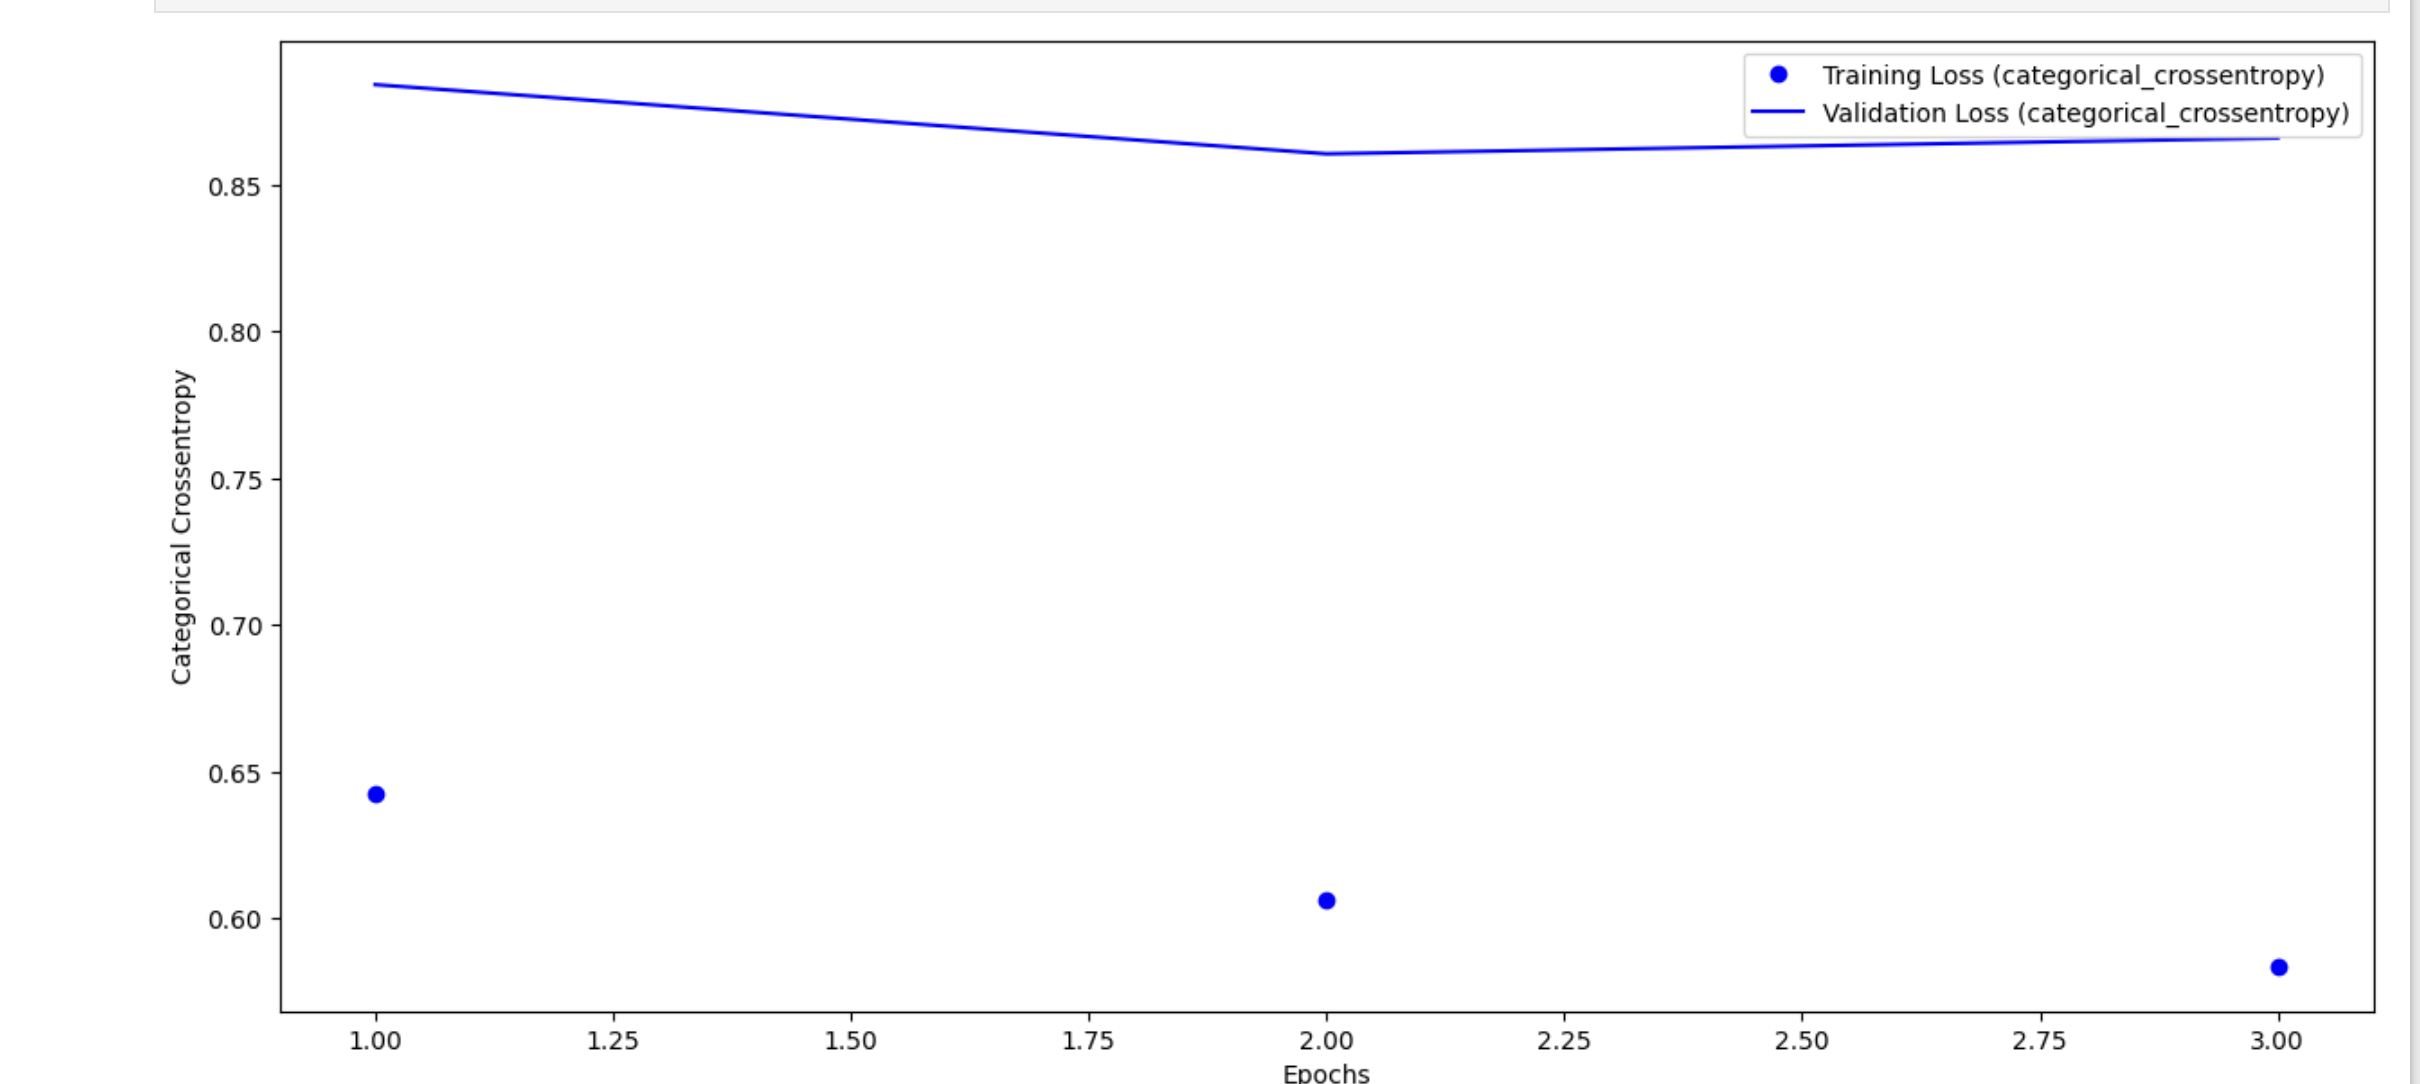 Training Loss (categorical_crossentropy)
Validation Loss (categorical_crossentropy)
0.85
0.80
0.75
0.70
0.65
0.60
Categorical Crossentropy
1.00 1.25 1.50 1.75 2.00 2.25 2.50 2.75 3.00
Epochs